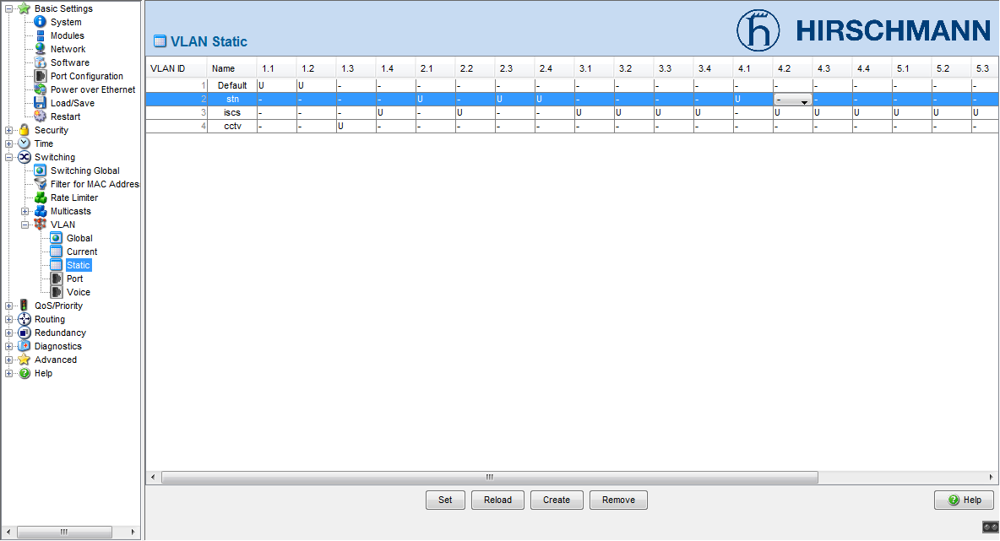 Basic Settings
System
Modules
Network
Software
Port Configuration
Power over Ethernet
Load/Save
Restart
Security
Time
Switching
Switching Global
Filter for MAC Addres
Rate Limiter
Multicasts
VLAN
Global
Current
Static
Port
Voice
QoS/Priority
Routing
Redundancy
Diagnostics
Advanced
Help
VLAN Static
HIRSCHMANN
VLAN ID Name 1.1 1.2 1.3 1.4 2.1 2.2 2.3 2.4 3.1 3.2 3.3 3.4 4.1 4.2 4.3 4.4 5.1 5.2 5.3
1 Default U U - - - - - - - - - - - - - - - - -
2 stn - - - - U - U U - - - - U - - - - - -
3 iscs - - - U - U - - U U U U - U U U U U U
4 cctv - - U - - - - - - - - - - - - - - - -
Set Reload Create Remove Help